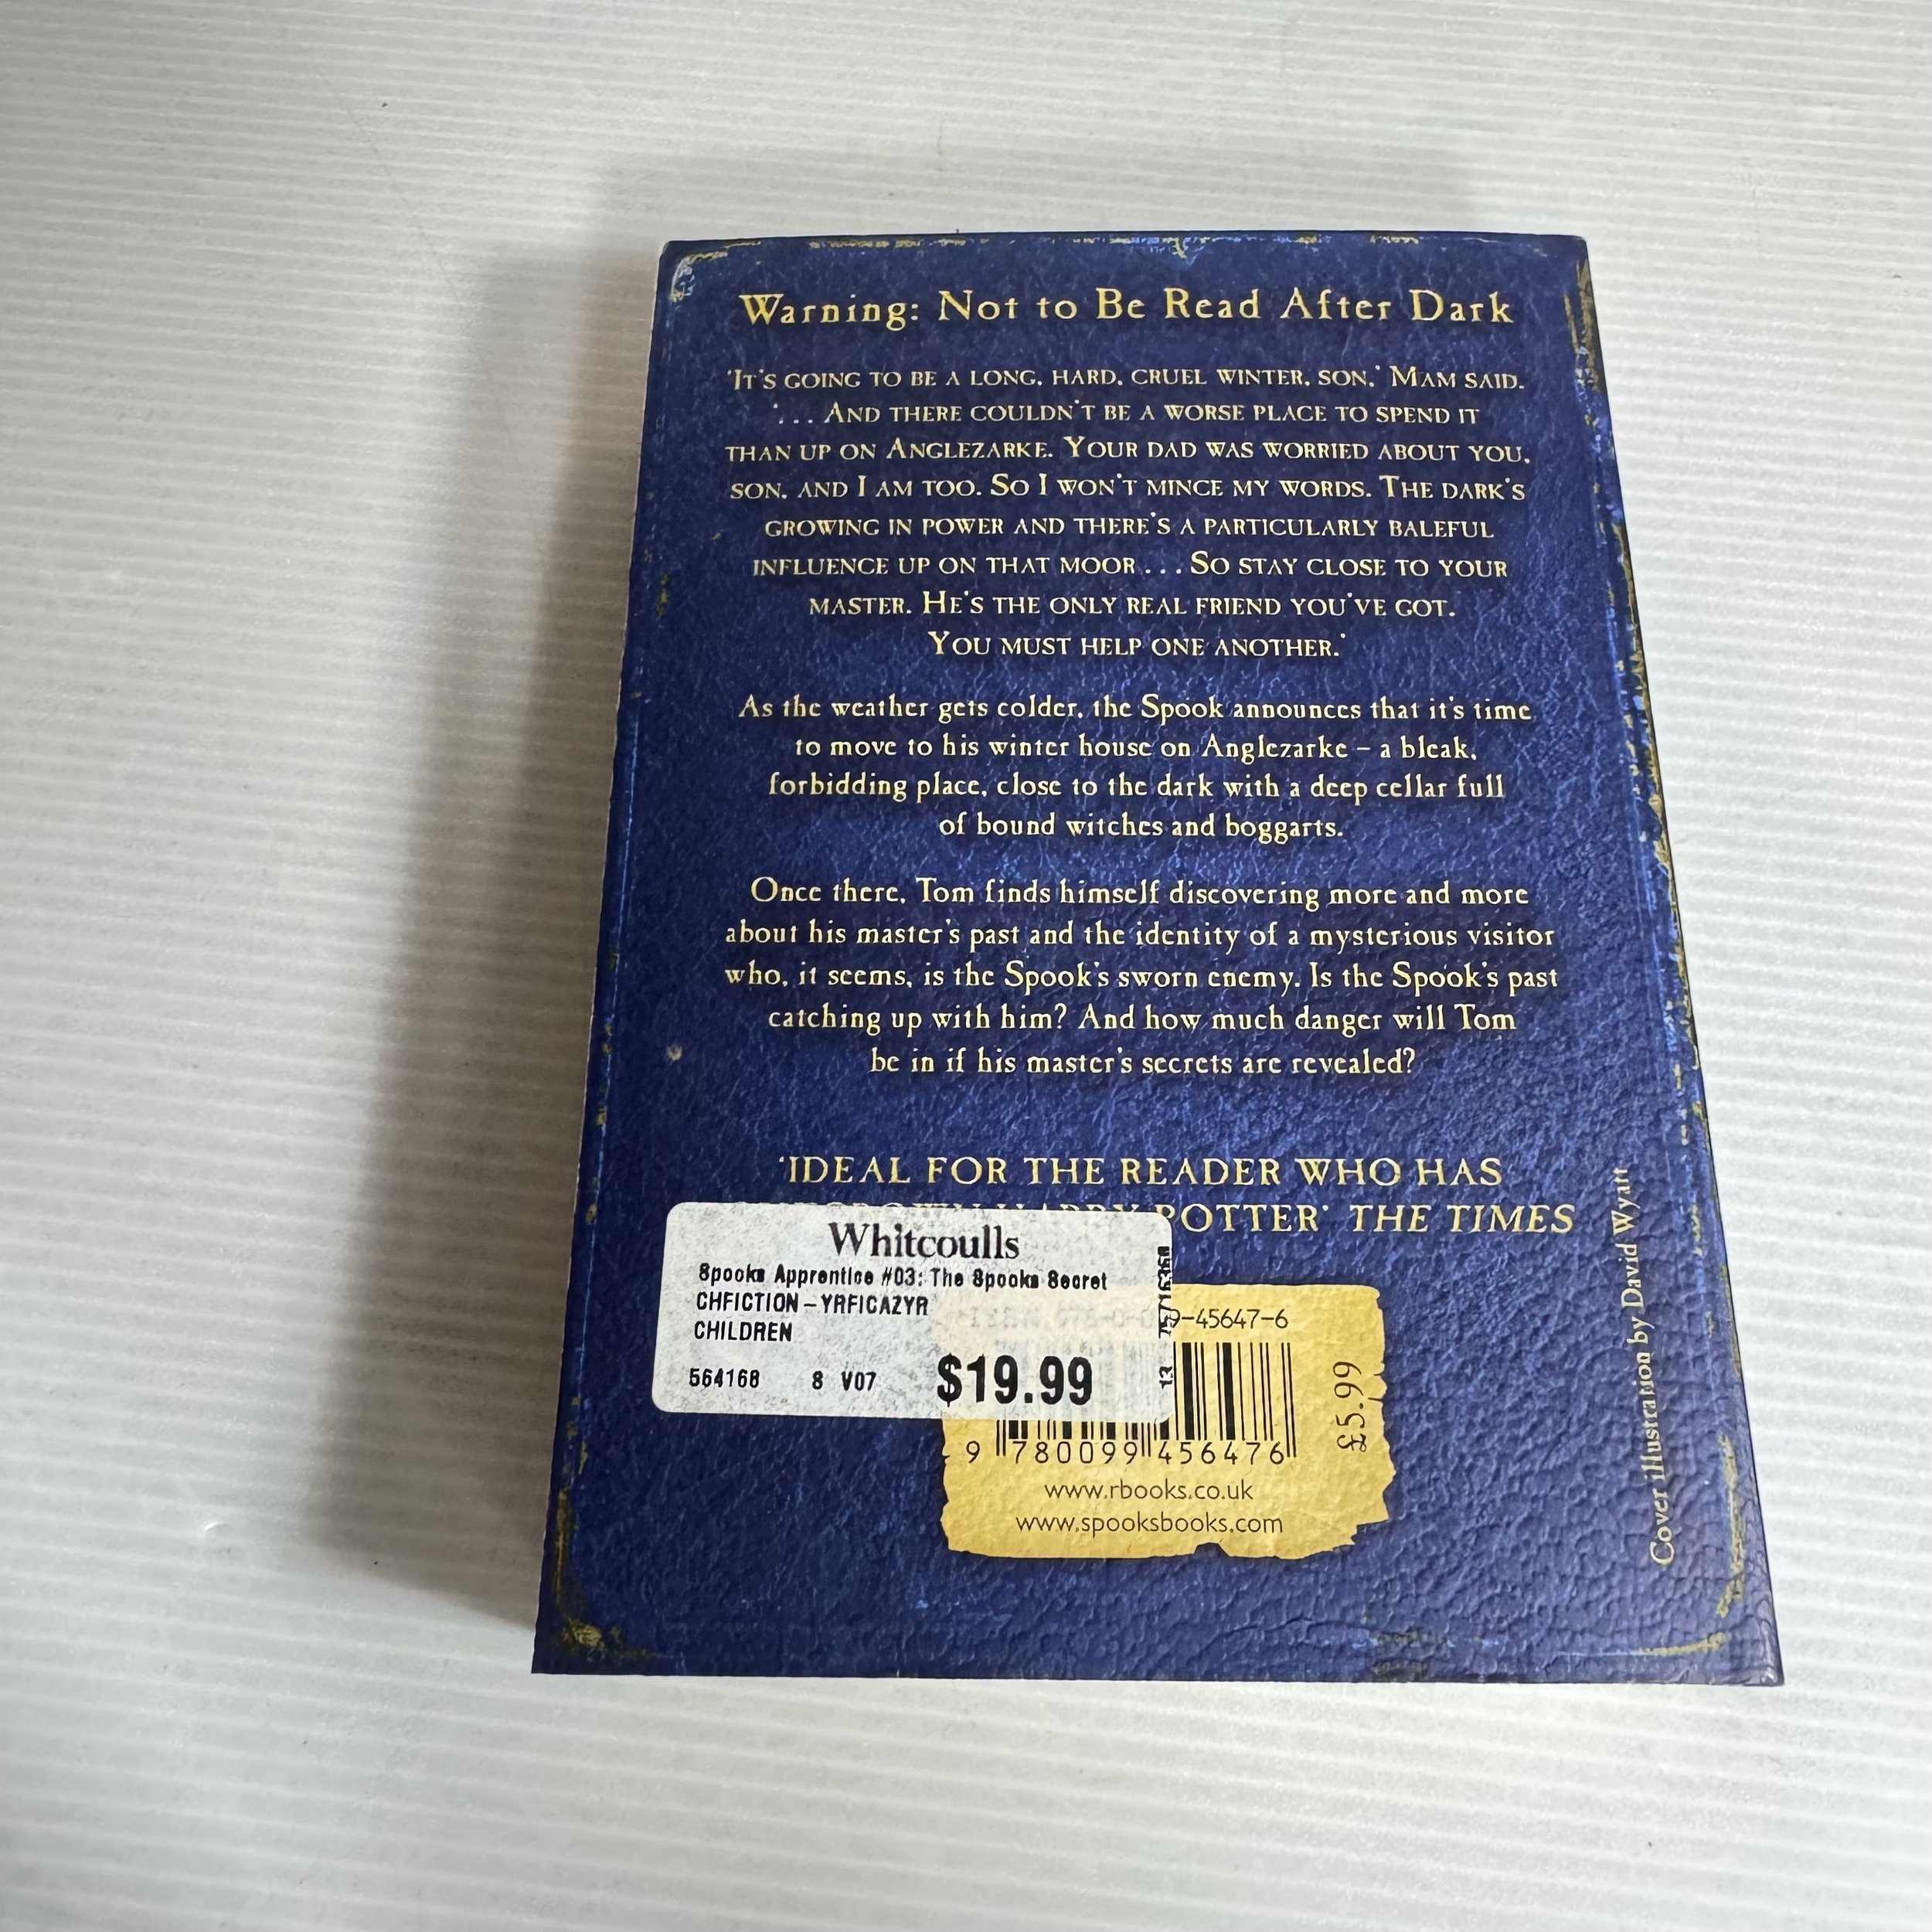 Warning: Not to Be Read After Dark
'It's going to be a long, hard, cruel winter, son,' Mam said.
'... And there couldn't be a worse place to spend it
than up on Anglezarke. Your dad was worried about you,
son, and I am too. So I won't mince my words. The dark's
growing in power and there's a particularly baleful
influence up on that moor... So stay close to your
master. He's the only real friend you've got.
You must help one another.'
As the weather gets colder, the Spook announces that it's time
to move to his winter house on Anglezarke – a bleak,
forbidding place, close to the dark with a deep cellar full
of bound witches and boggarts.
Once there, Tom finds himself discovering more and more
about his master's past and the identity of a mysterious visitor
who, it seems, is the Spook's sworn enemy. Is the Spook's past
catching up with him? And how much danger will Tom
be in if his master's secrets are revealed?
'IDEAL FOR THE READER WHO HAS
HARRY POTTER' THE TIMES
Whitcoulls
Spooks Apprentice #03: The Spooks Secret
CHFICTION-YRFICAZYR
CHILDREN
564168 8 V07 $19.99
9-45647-6
£5.99
9 780099 456476
www.rbooks.co.uk
www.spooksbooks.com
Cover illustration by David Wyatt